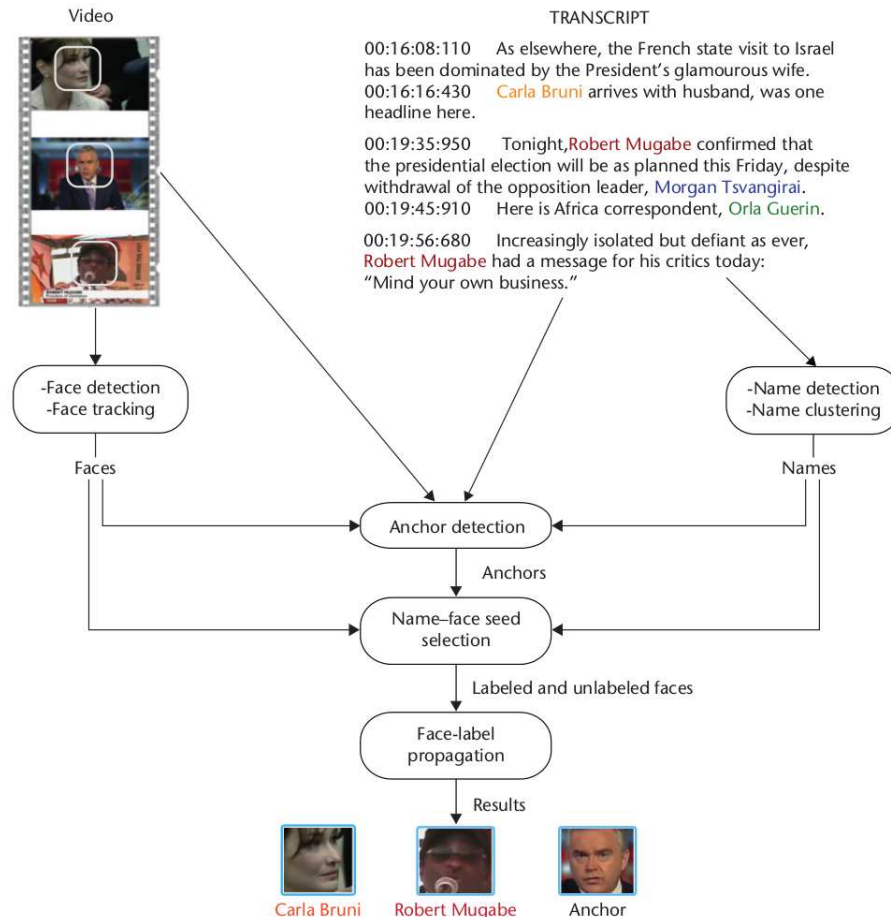 Video
TRANSCRIPT
00:16:08:110 As elsewhere, the French state visit to Israel
has been dominated by the President's glamourous wife.
00:16:16:430 Carla Bruni arrives with husband, was one
headline here.
00:19:35:950 Tonight,Robert Mugabe confirmed that
the presidential election will be as planned this Friday, despite
withdrawal of the opposition leader, Morgan Tsvangirai.
00:19:45:910 Here is Africa correspondent, Orla Guerin.
00:19:56:680 Increasingly isolated but defiant as ever,
Robert Mugabe had a message for his critics today:
“Mind your own business.”
-Face detection
-Face tracking
-Name detection
-Name clustering
Faces
Names
Anchor detection
Anchors
Name–face seed
selection
Labeled and unlabeled faces
Face-label
propagation
Results
Carla Bruni
Robert Mugabe
Anchor